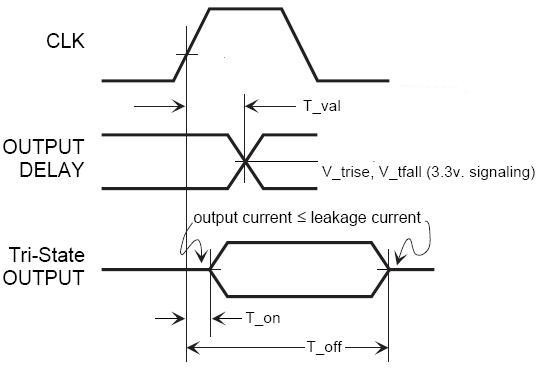 CLK
T_val
OUTPUT
DELAY
V_trise, V_tfall (3.3v. signaling)
output current ≤ leakage current
Tri-State
OUTPUT
T_on
T_off